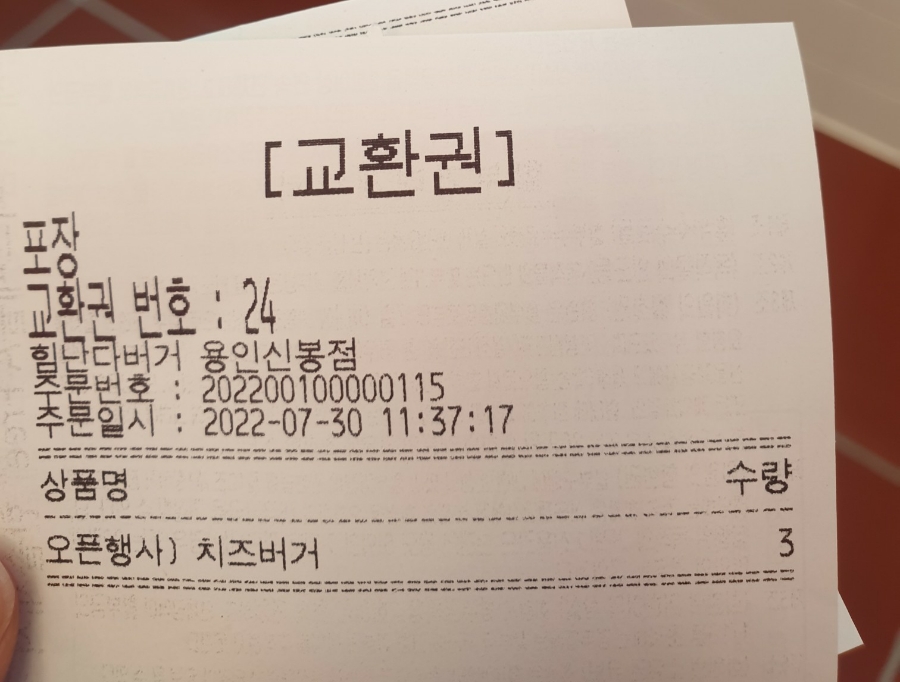 [교환권]
포장
교환권 번호 : 24
힘난다버거 용인신봉점
주문번호 : 202200100000115
주문일시 : 2022-07-30 11:37:17
상품명 수량
오픈행사) 치즈버거 3